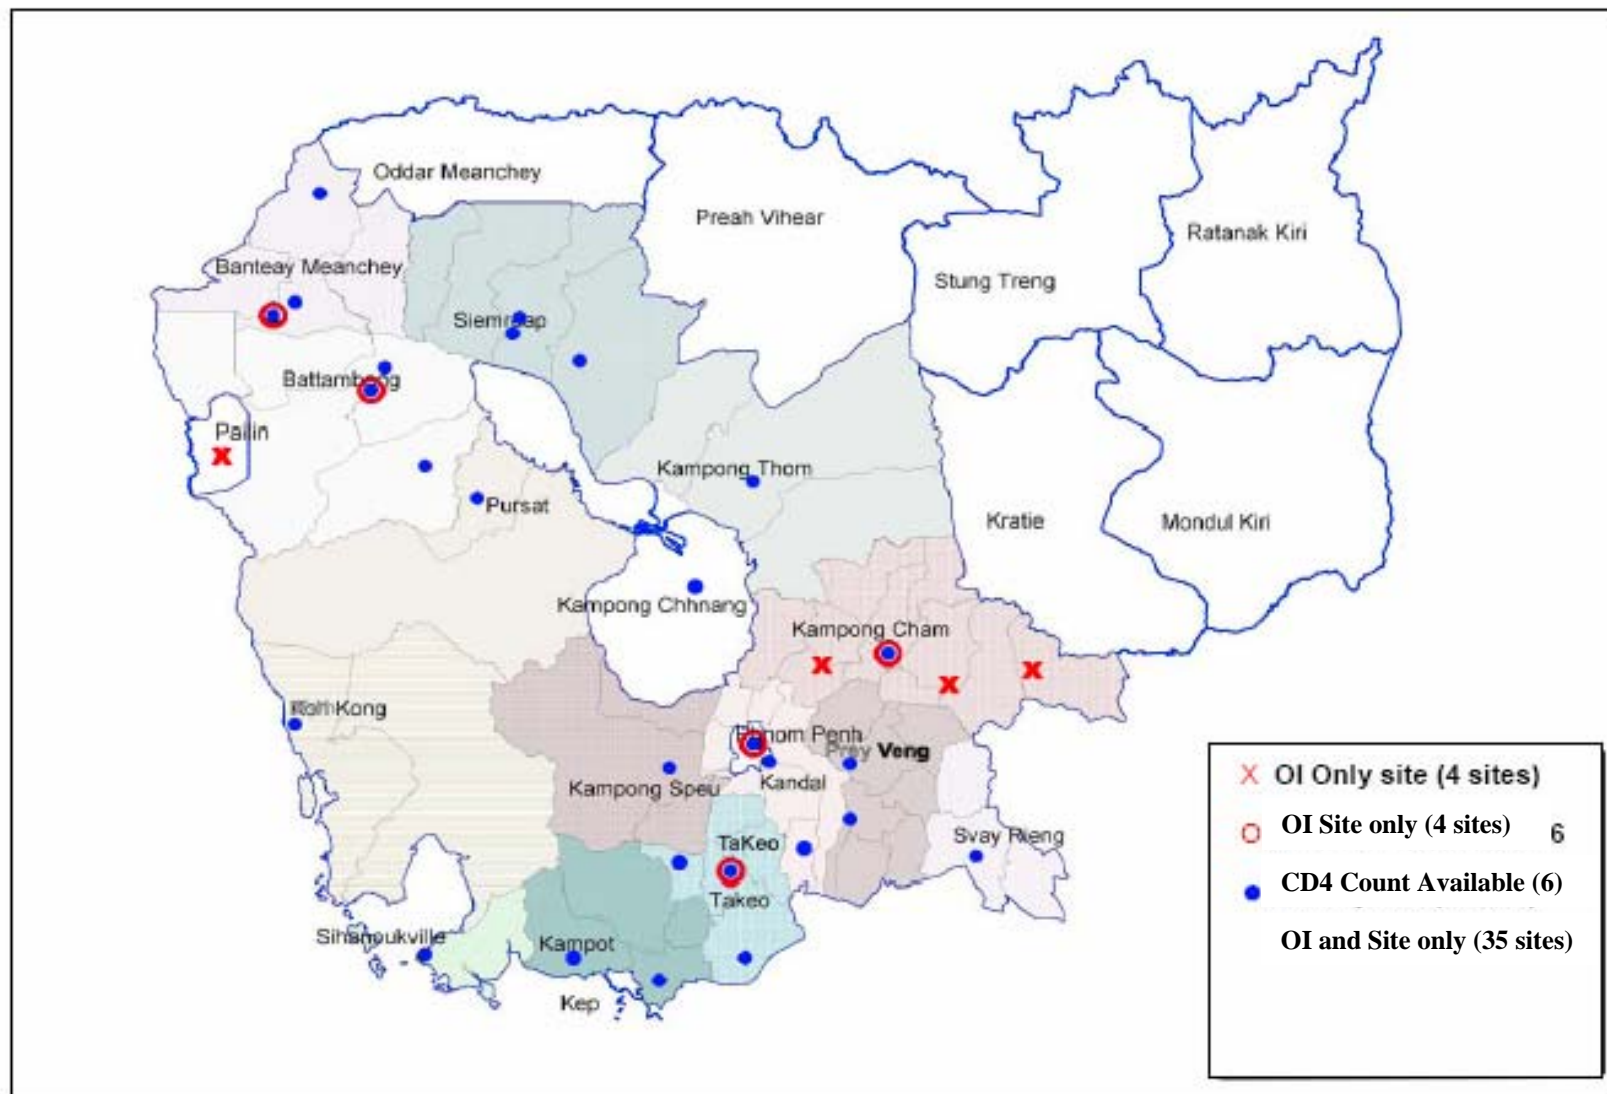 Oddar Meanchey
Preah Vihear
Ratanak Kiri
Stung Treng
Banteay Meanchey
Siemreap
Battambong
Pailin
Kampong Thom
Pursat
Kratie
Mondul Kiri
Kampong Chhnang
Kampong Cham
Kong
Phnom Penh
Prey Veng
Kandal
Kampong Speu
TaKeo
Svay Rieng
Takeo
Sihanoukville
Kampot
Kep
X OI Only site (4 sites)
OI Site only (4 sites) 6
CD4 Count Available (6)
OI and Site only (35 sites)